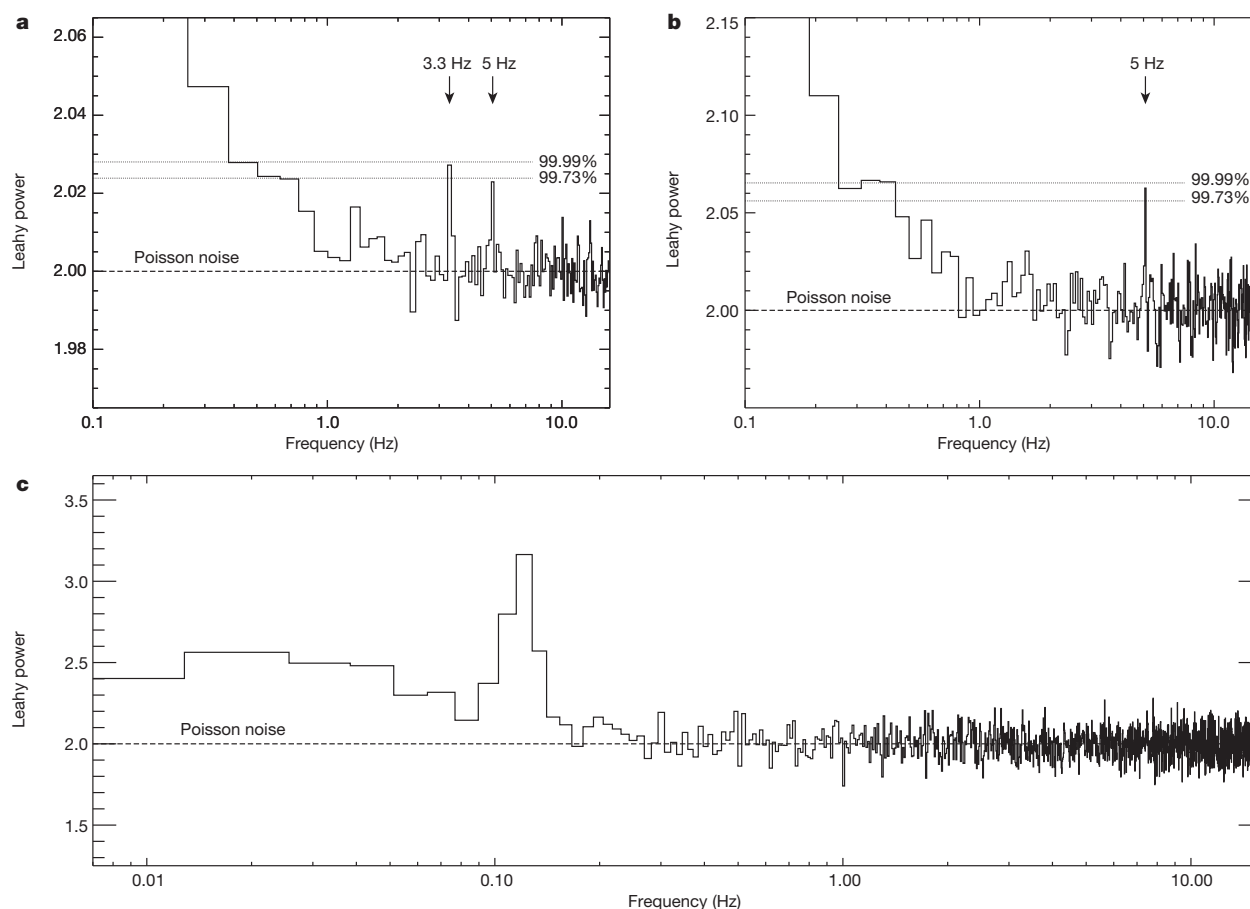 a
2.06
2.04
2.02
2.00
1.98
Leahy power
3.3 Hz
5 Hz
99.99%
99.73%
Poisson noise
0.1
1.0
10.0
Frequency (Hz)
b
2.15
2.10
2.05
2.00
Leahy power
5 Hz
99.99%
99.73%
Poisson noise
0.1
1.0
10.0
Frequency (Hz)
c
3.5
3.0
2.5
2.0
1.5
Leahy power
Poisson noise
0.01
0.10
1.00
10.00
Frequency (Hz)